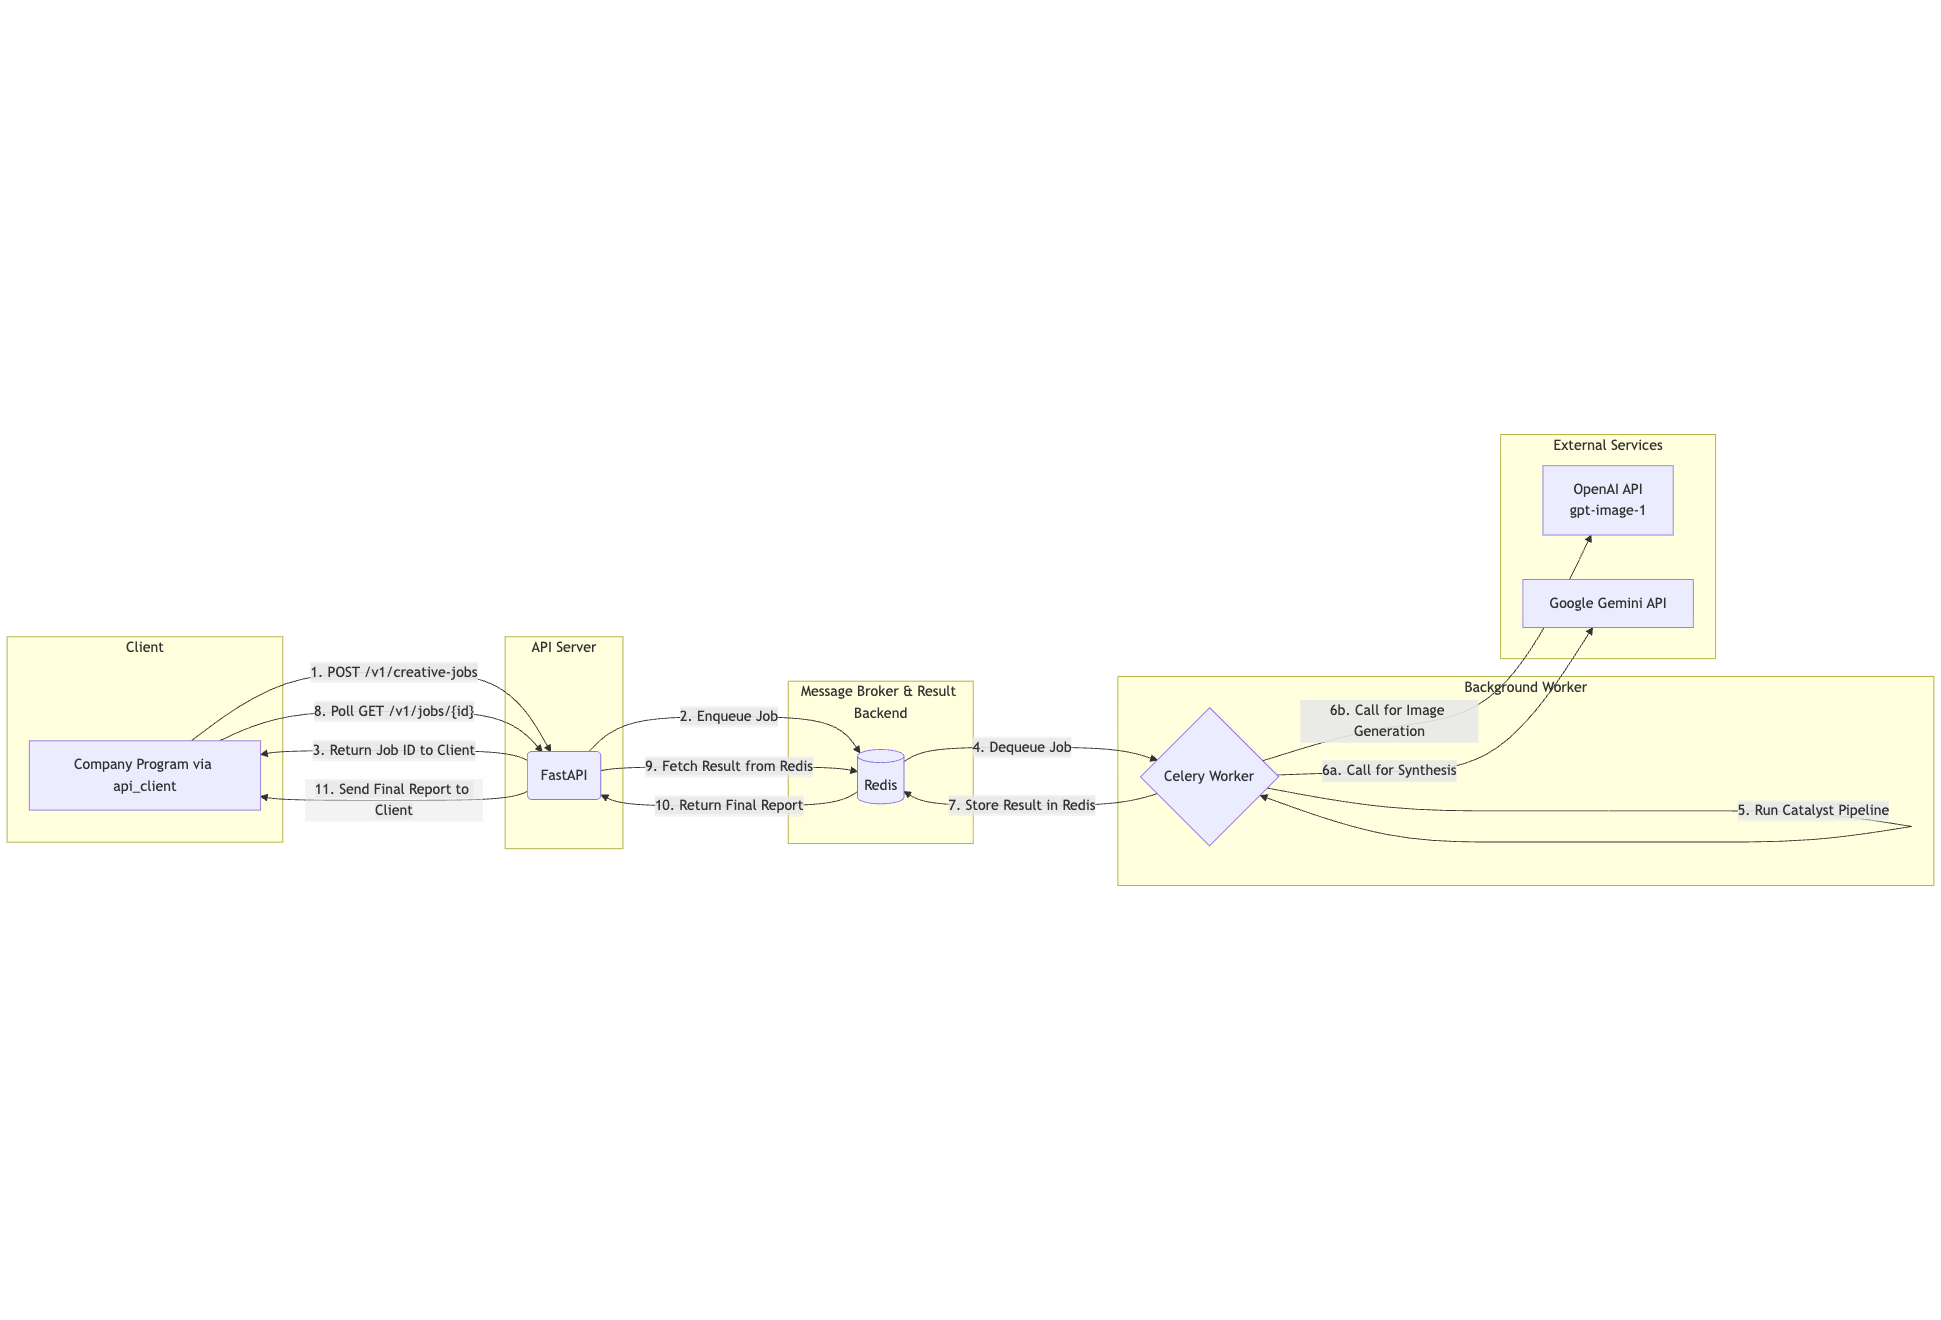 External Services
OpenAI API
gpt-image-1
Google Gemini API
Client
1. POST /v1/creative-jobs
8. Poll GET /v1/jobs/{id}
3. Return Job ID to Client
11. Send Final Report to
Client
Company Program via
api_client
API Server
FastAPI
2. Enqueue Job
9. Fetch Result from Redis
10. Return Final Report
Message Broker & Result
Backend
Redis
4. Dequeue Job
7. Store Result in Redis
Background Worker
Celery Worker
6b. Call for Image
Generation
6a. Call for Synthesis
5. Run Catalyst Pipeline